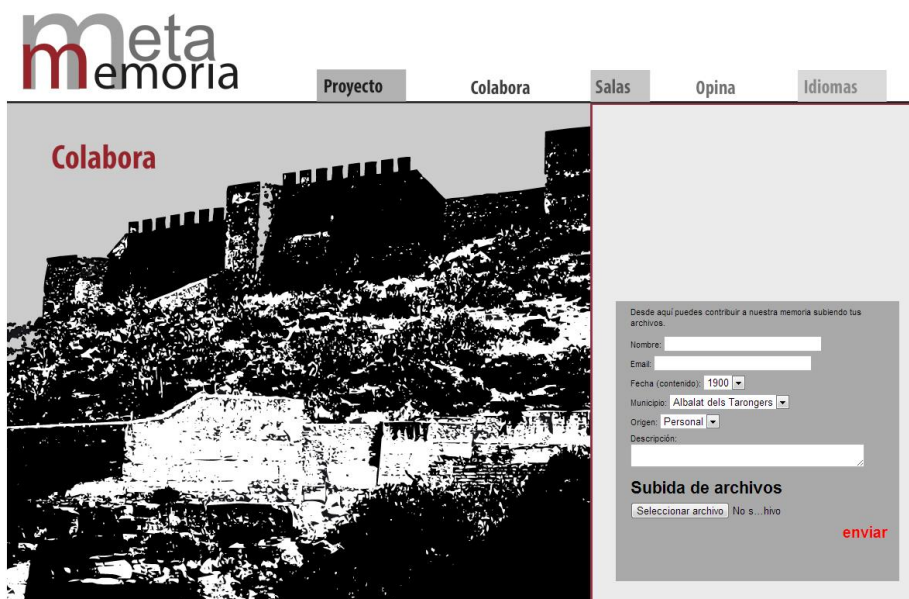 meta
memoria
Proyecto Colabora Salas Opina Idiomas
Colabora
Desde aquí puedes contribuir a nuestra memoria subiendo tus
archivos.
Nombre:
Email:
Fecha (contenido): 1900
Municipio: Albalat dels Tarongers
Origen: Personal
Descripción:
Subida de archivos
Seleccionar archivo No s...hivo
enviar